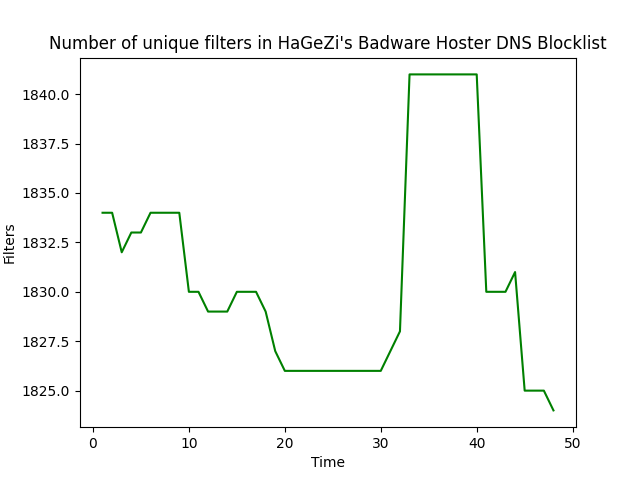 Number of unique filters in HaGeZi's Badware Hoster DNS Blocklist
1840.0
1837.5
1835.0
1832.5
1830.0
1827.5
1825.0
Filters
0 10 20 30 40 50
Time